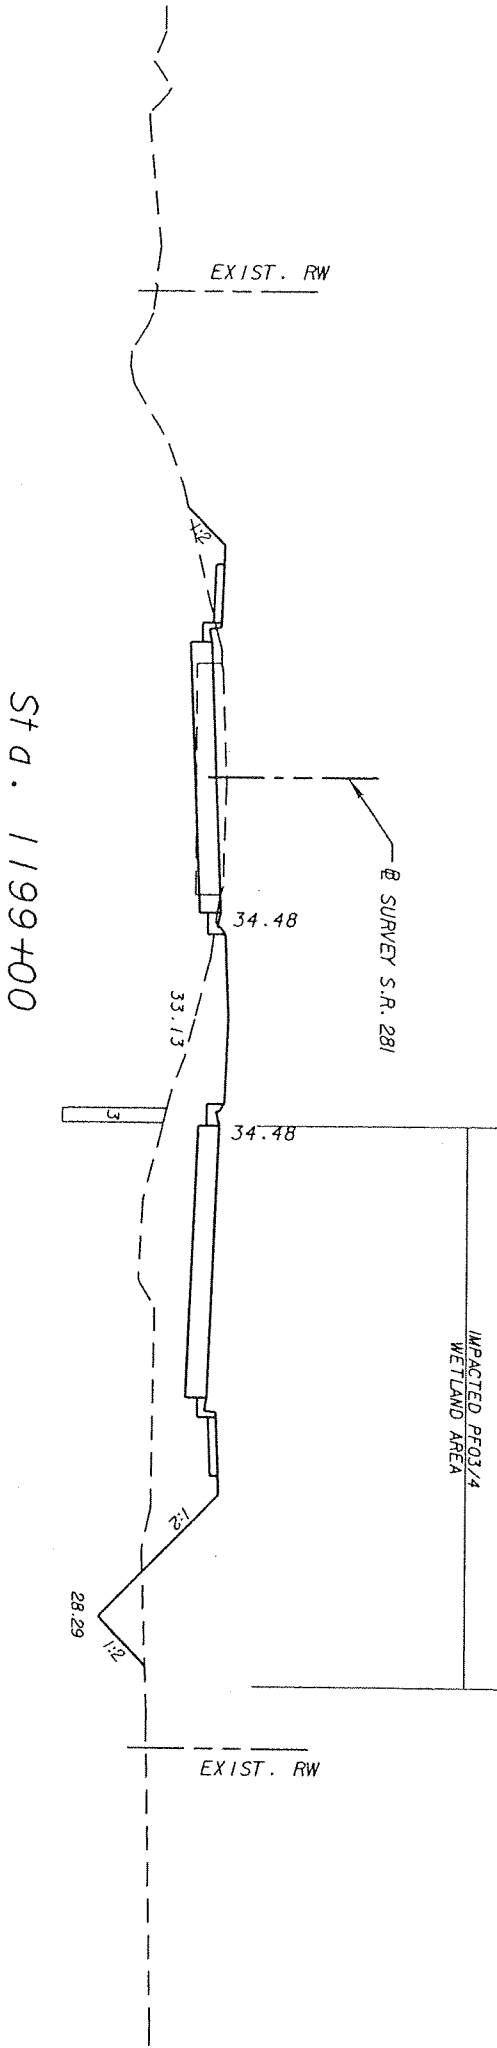 EXIST. RW
1:2
℄ SURVEY S.R. 281
34.48
33.13
Sta. 1199+00
3
34.48
IMPACTED PFO3/4
WETLAND AREA
1:2
28.29
1:2
EXIST. RW